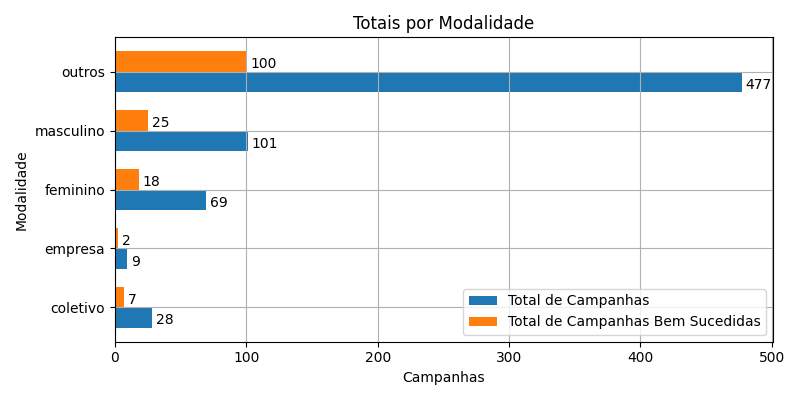 Totais por Modalidade
Modalidade
outros
100
477
masculino
25
101
feminino
18
69
empresa
2
9
coletivo
7
28
Total de Campanhas
Total de Campanhas Bem Sucedidas
0 100 200 300 400 500
Campanhas